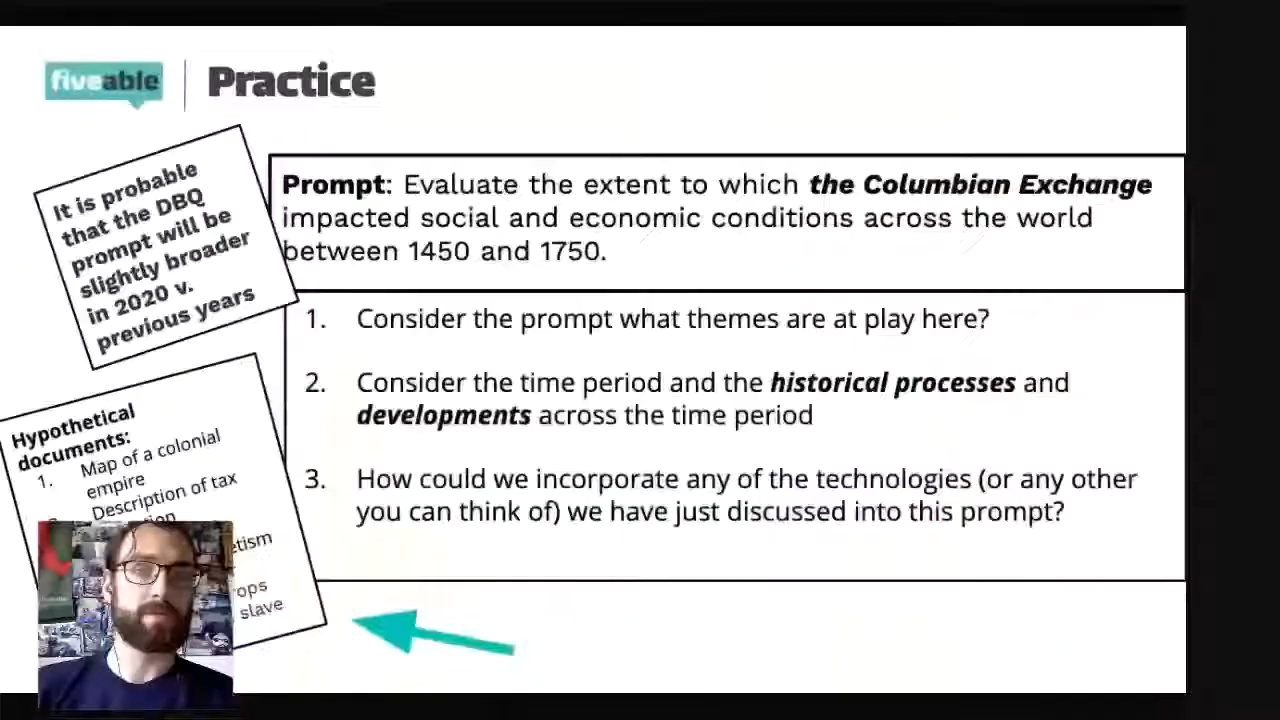 fiveable
Practice
It is probable
that the DBQ
prompt will be
slightly broader
in 2020 v.
previous years
Prompt: Evaluate the extent to which the Columbian Exchange
impacted social and economic conditions across the world
between 1450 and 1750.
1. Consider the prompt what themes are at play here?
2. Consider the time period and the historical processes and
developments across the time period
3. How could we incorporate any of the technologies (or any other
you can think of) we have just discussed into this prompt?
Hypothetical
documents:
1. Map of a colonial
empire
Description of tax
slave